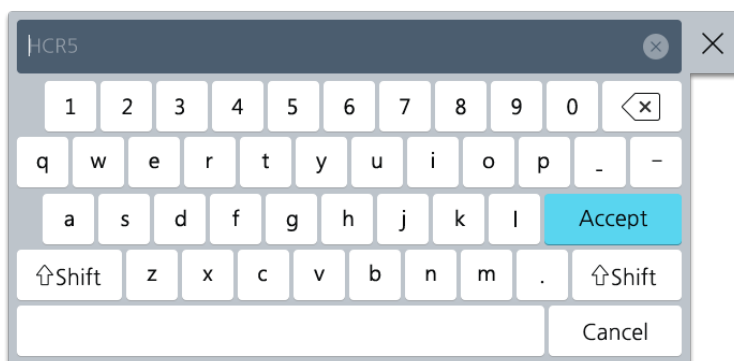 HCR5
1 2 3 4 5 6 7 8 9 0
q w e r t y u i o p _ –
a s d f g h j k l Accept
Shift z x c v b n m . Shift
Cancel